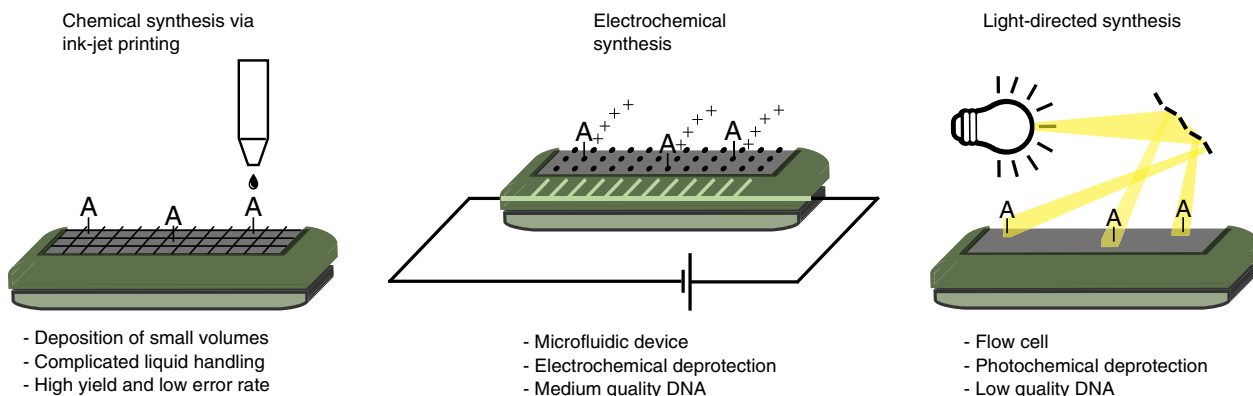 Chemical synthesis via
ink-jet printing
A
A
A
- Deposition of small volumes
- Complicated liquid handling
- High yield and low error rate
Electrochemical
synthesis
+ + + + +
+ + + + +
+ + + + +
A
A
A
- Microfluidic device
- Electrochemical deprotection
- Medium quality DNA
Light-directed synthesis
A
A
A
- Flow cell
- Photochemical deprotection
- Low quality DNA